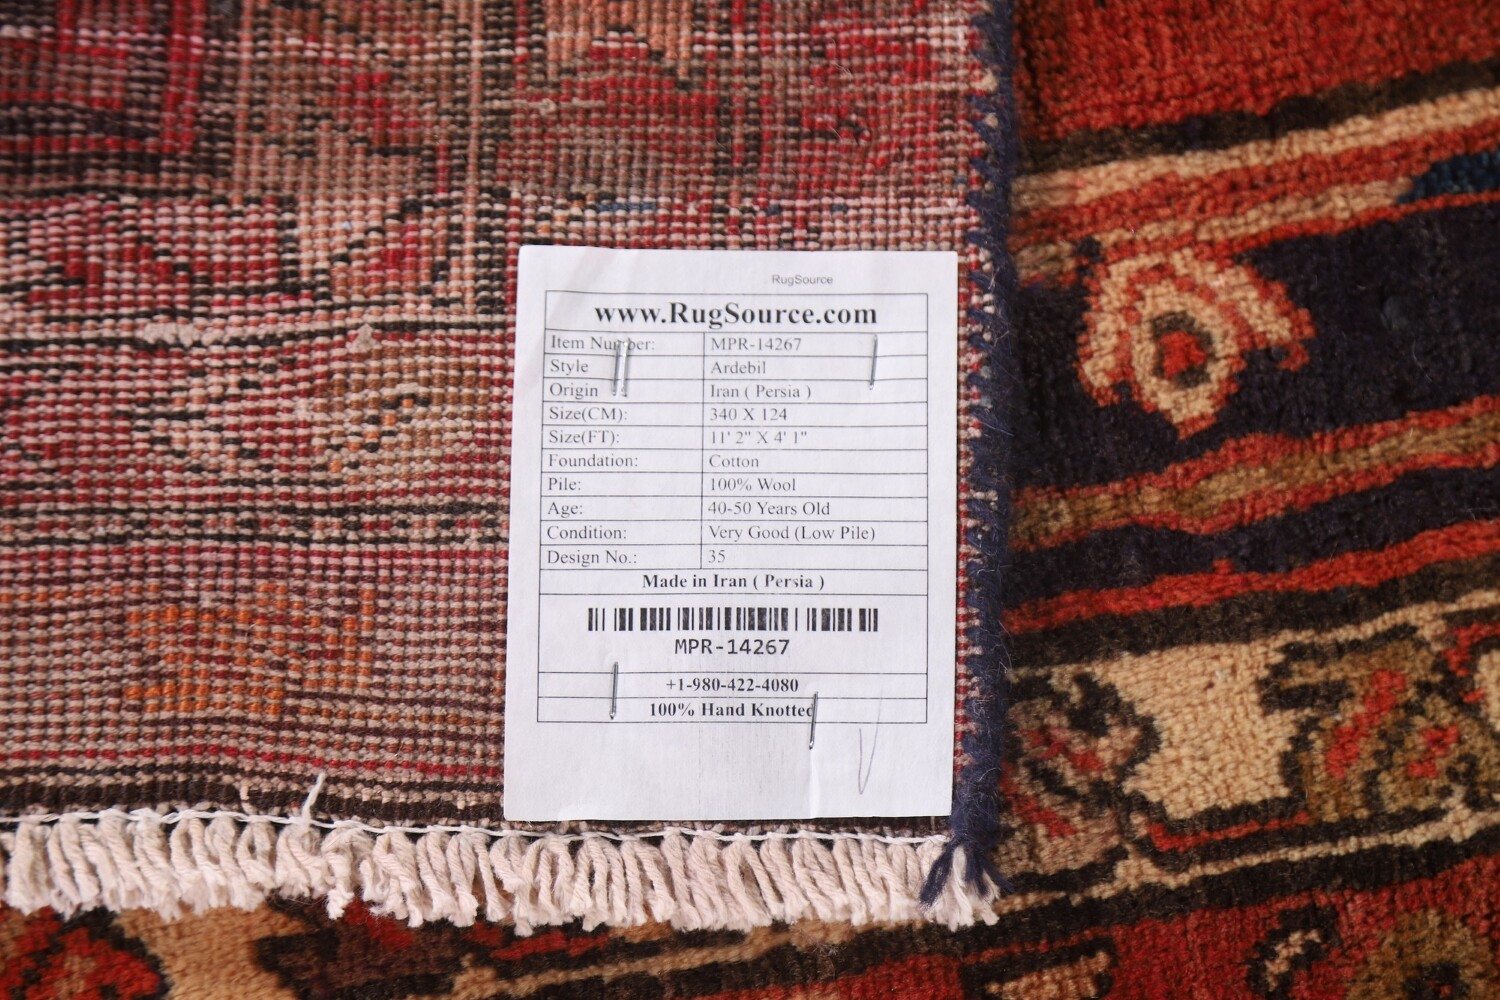 RugSource
www.RugSource.com
Item Number: MPR-14267
Style Ardebil
Origin Iran ( Persia )
Size(CM): 340 X 124
Size(FT): 11' 2" X 4' 1"
Foundation: Cotton
Pile: 100% Wool
Age: 40-50 Years Old
Condition: Very Good (Low Pile)
Design No.: 35
Made in Iran ( Persia )
MPR-14267
+1-980-422-4080
100% Hand Knotted